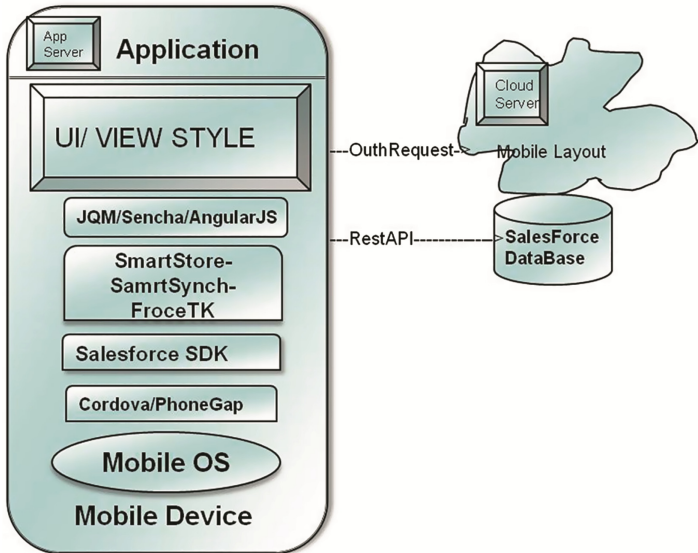 App
Server
Application
UI/ VIEW STYLE
JQM/Sencha/AngularJS
SmartStore-
SamrtSynch-
FroceTK
Salesforce SDK
Cordova/PhoneGap
Mobile OS
Mobile Device
---OuthRequest->
---RestAPI------------->
Cloud
Server
Mobile Layout
SalesForce
DataBase